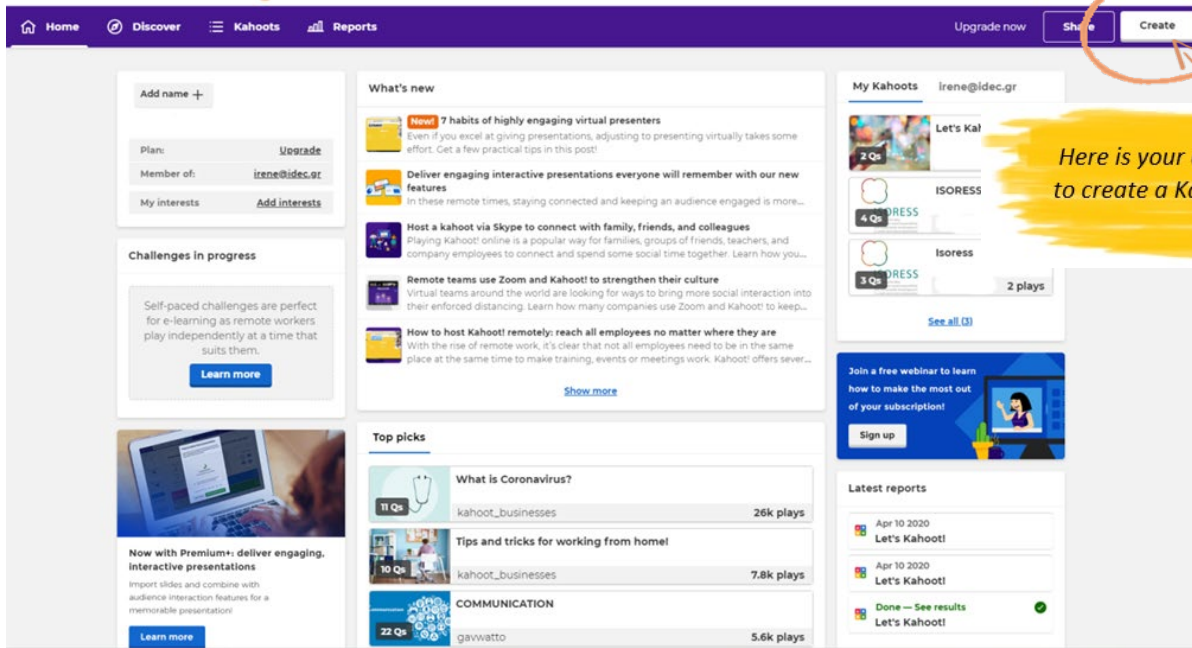 Home
Discover
Kahoots
Reports
Upgrade now
Share
Create
Add name +
Plan: Upgrade
Member of: irene@idec.gr
My interests Add interests
Challenges in progress
Self-paced challenges are perfect
for e-learning as remote workers
play independently at a time that
suits them.
Learn more
Now with Premium+: deliver engaging,
interactive presentations
Import slides and combine with
audience interaction features for a
memorable presentation!
Learn more
What's new
New! 7 habits of highly engaging virtual presenters
Even if you excel at giving presentations, adjusting to presenting virtually takes some
effort. Get a few practical tips in this post!
Deliver engaging interactive presentations everyone will remember with our new
features
In these remote times, staying connected and keeping an audience engaged is more...
Host a kahoot via Skype to connect with family, friends, and colleagues
Playing Kahoot! online is a popular way for families, groups of friends, teachers, and
company employees to connect and spend some social time together. Learn how you...
Remote teams use Zoom and Kahoot! to strengthen their culture
Virtual teams around the world are looking for ways to bring more social interaction into
their enforced distancing. Learn how many companies use Zoom and Kahoot! to keep...
How to host Kahoot! remotely: reach all employees no matter where they are
With the rise of remote work, it's clear that not all employees need to be in the same
place at the same time to make training, events or meetings work. Kahoot! offers sever...
Show more
Top picks
What is Coronavirus?
11 Qs
kahoot_businesses 26k plays
Tips and tricks for working from home!
10 Qs
kahoot_businesses 7.8k plays
COMMUNICATION
22 Qs
gavwatto 5.6k plays
My Kahoots irene@idec.gr
Let's Kah
2 Qs
ISORESS
4 Qs
Isoress
3 Qs
2 plays
See all (3)
Here is your
to create a
Join a free webinar to learn
how to make the most out
of your subscription!
Sign up
Latest reports
Apr 10 2020
Let's Kahoot!
Apr 10 2020
Let's Kahoot!
Done — See results
Let's Kahoot!